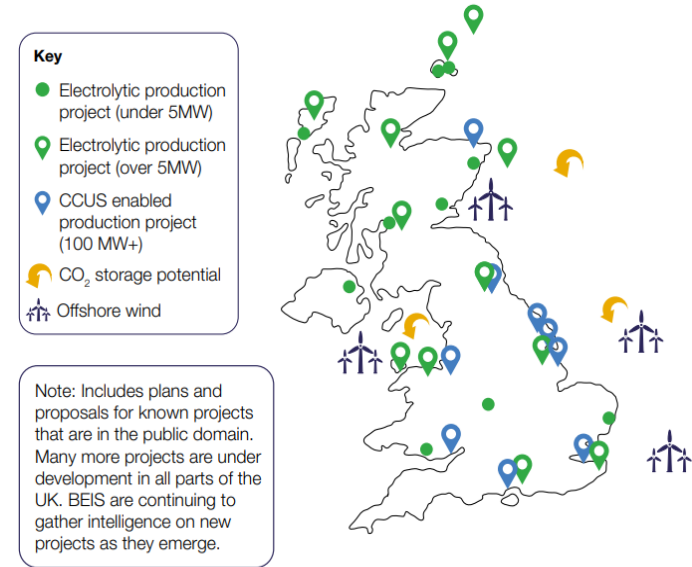 Key
Electrolytic production
project (under 5MW)
Electrolytic production
project (over 5MW)
CCUS enabled
production project
(100 MW+)
CO₂ storage potential
Offshore wind
Note: Includes plans and
proposals for known projects
that are in the public domain.
Many more projects are under
development in all parts of the
UK. BEIS are continuing to
gather intelligence on new
projects as they emerge.